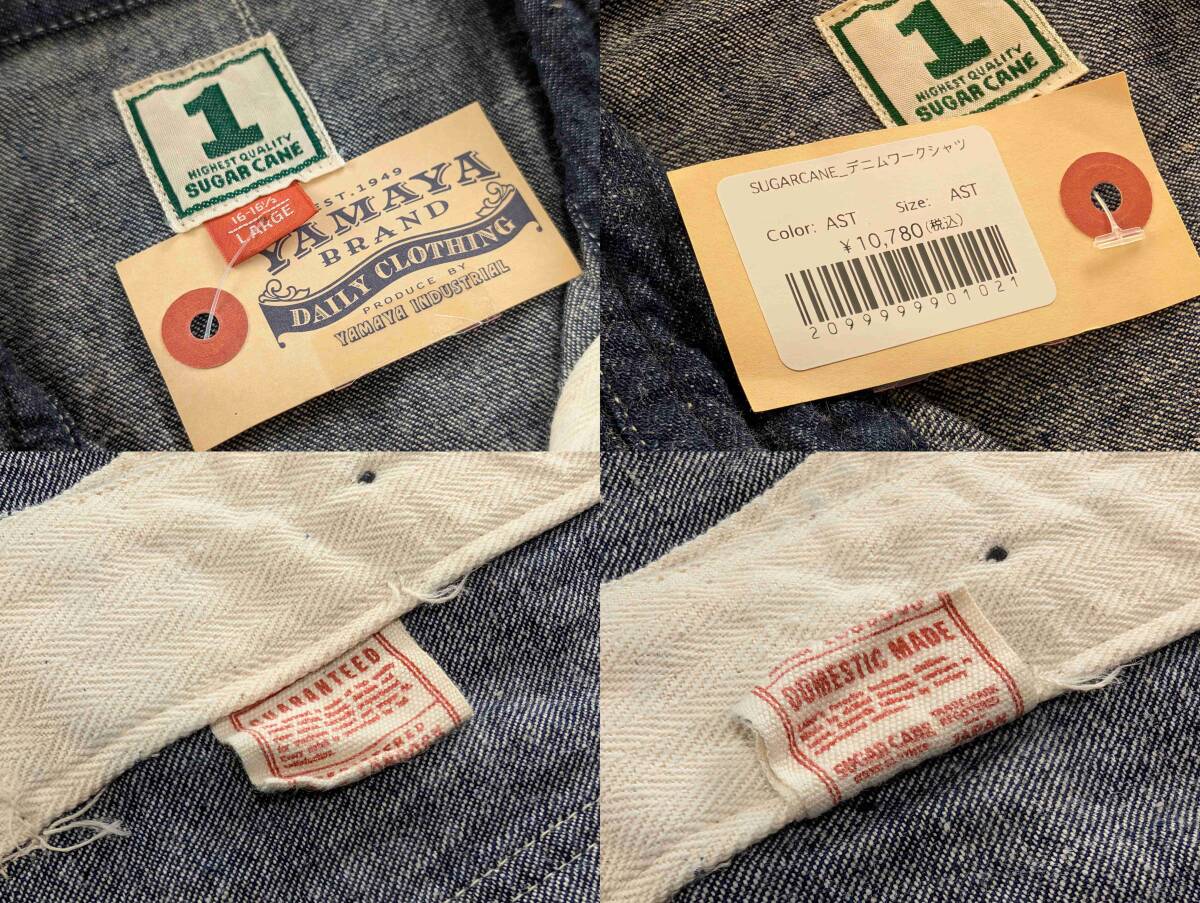 1
HIGHEST QUALITY
SUGAR CANE
16-16½
LARGE
EST. 1949
YAMAYA
BRAND
DAILY CLOTHING
PRODUCE BY
YAMAYA INDUSTRIAL
1
HIGHEST QUALITY
SUGAR CANE
SUGARCANE_デニムワークシャツ
Color: AST Size: AST
¥10,780(税込)
2099999901021
GUARANTEED
DOMESTIC MADE
SUGAR CANE